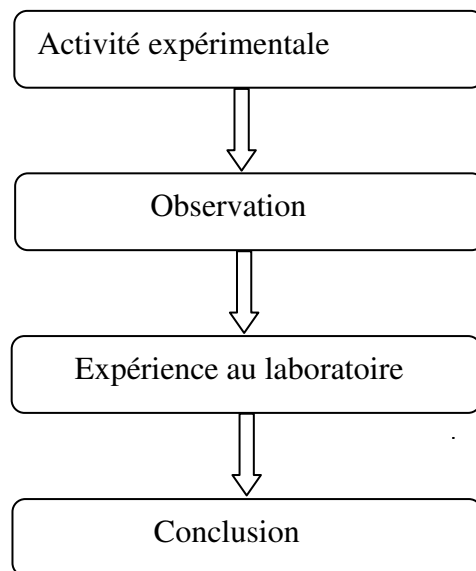 Activité expérimentale
Observation
Expérience au laboratoire
Conclusion